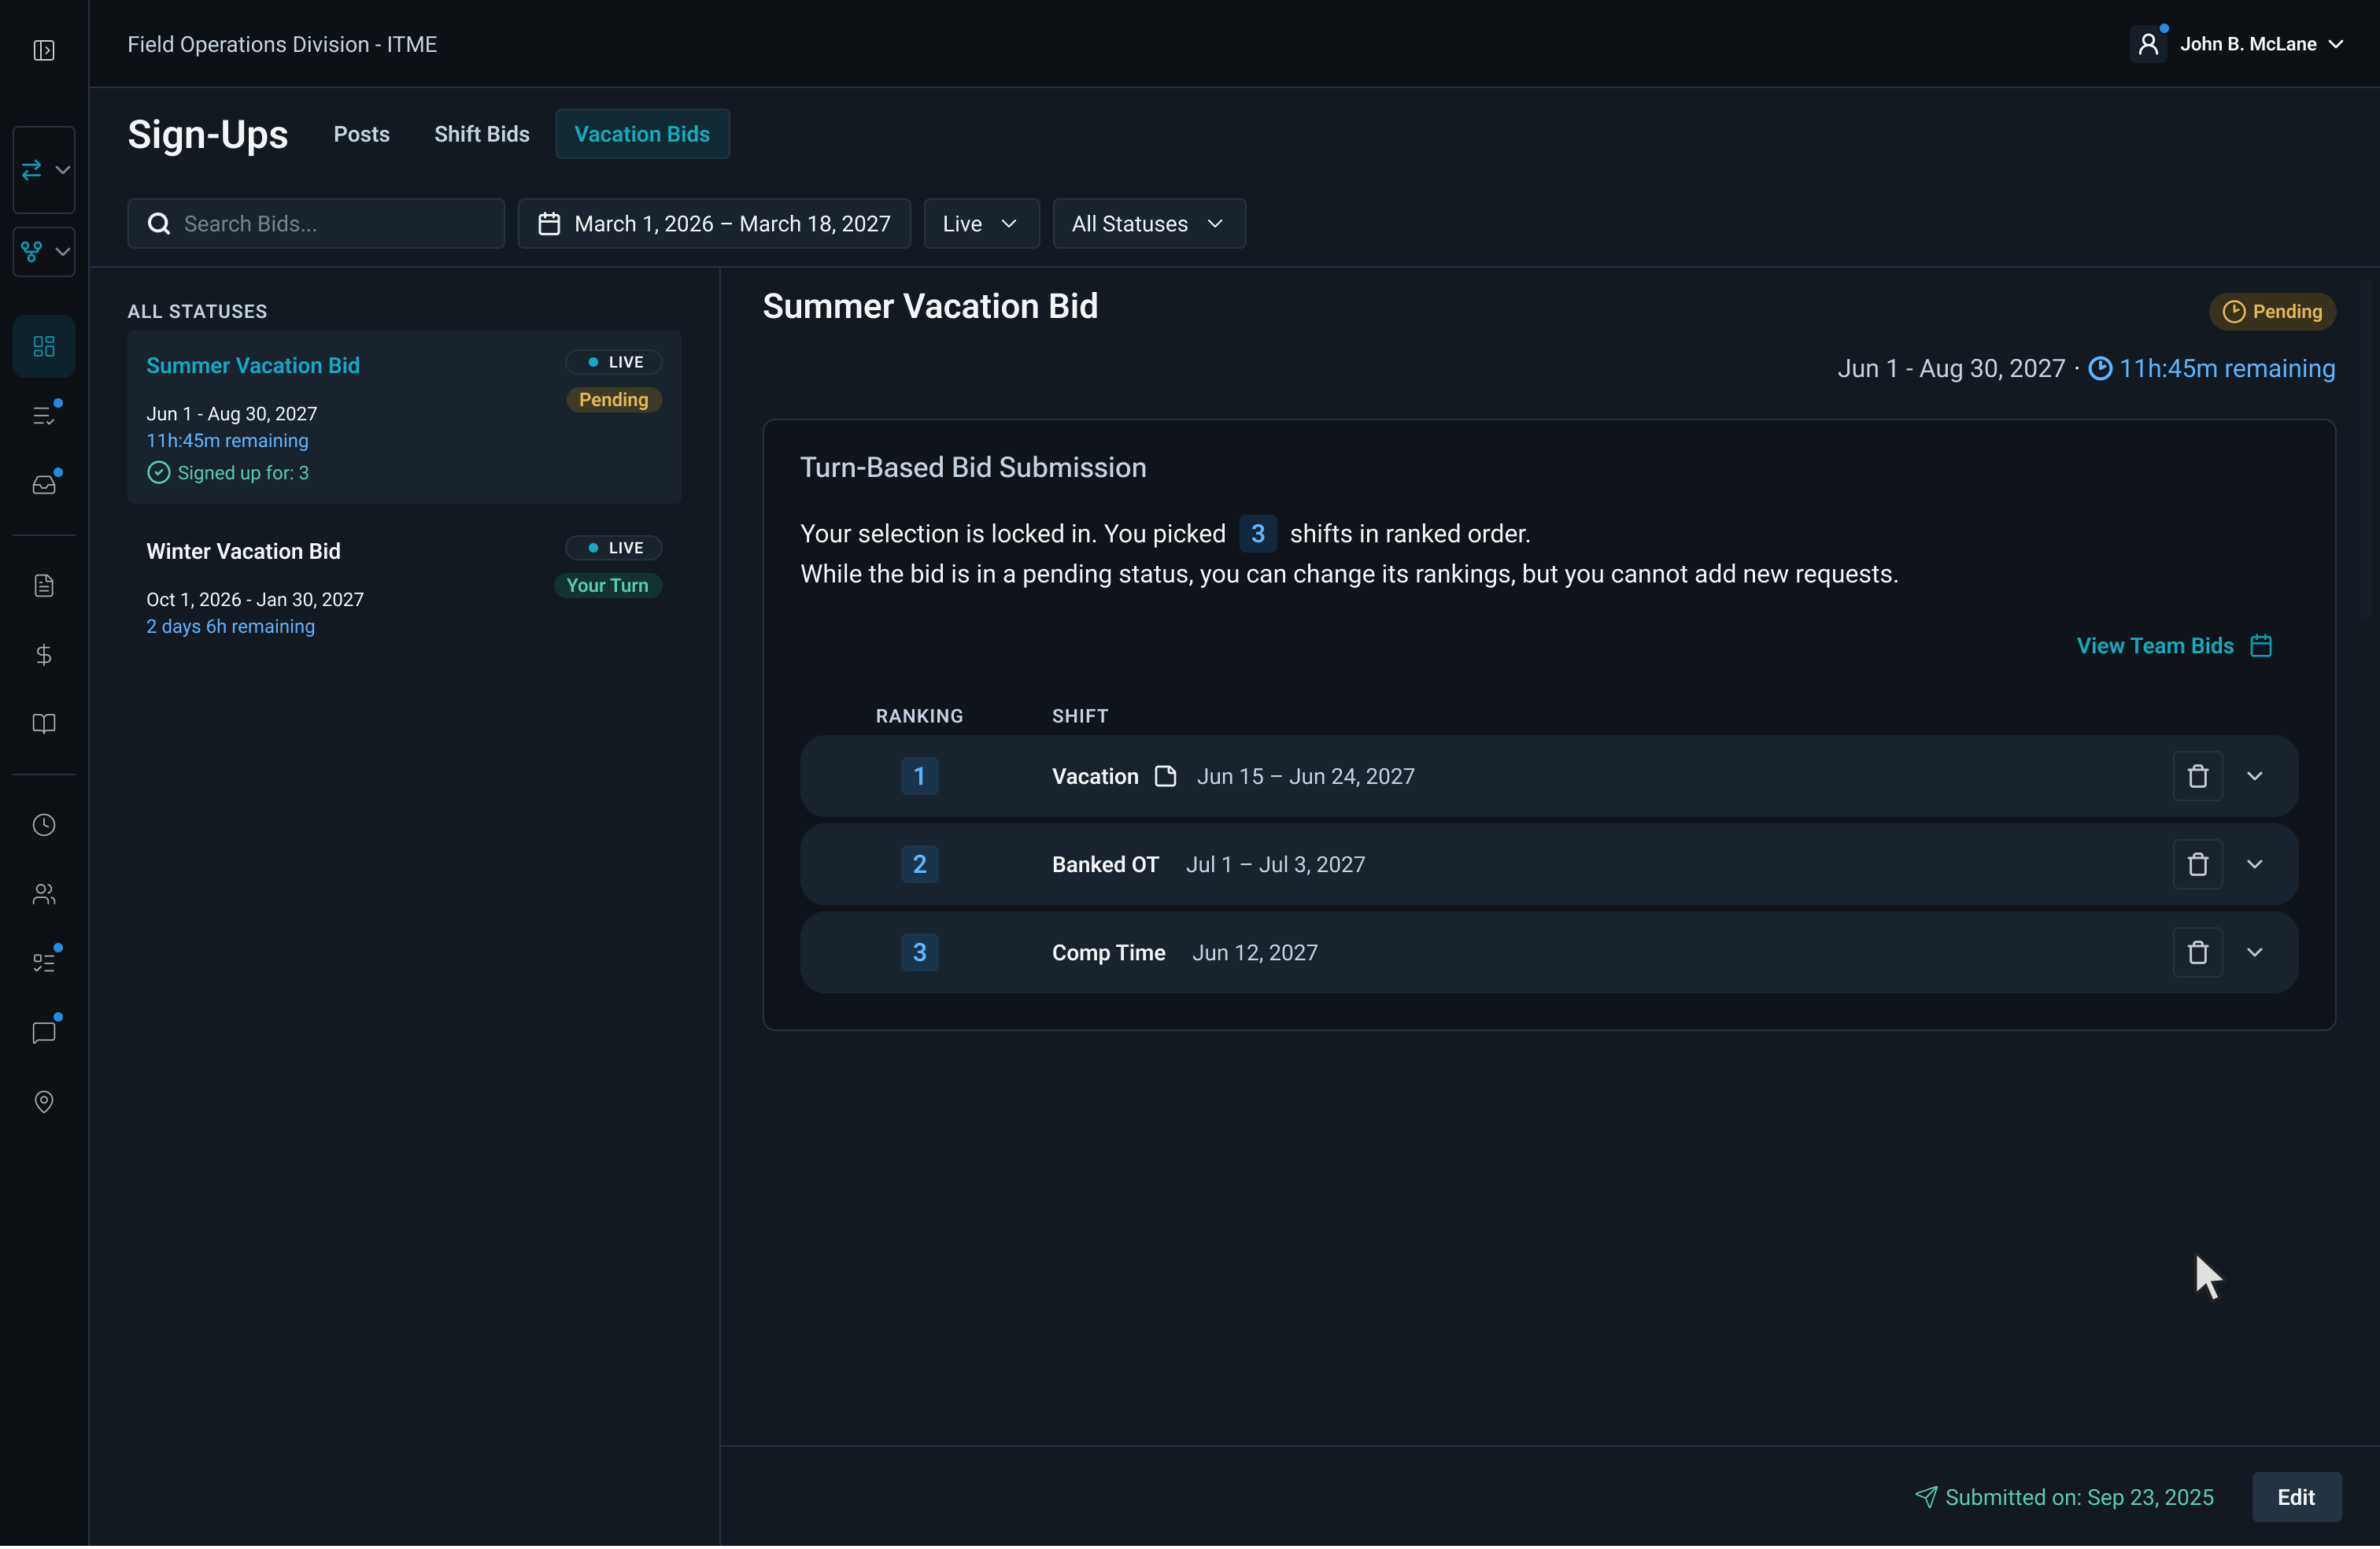 Field Operations Division - ITME
John B. McLane
Sign-Ups
Posts
Shift Bids
Vacation Bids
Search Bids...
March 1, 2026 – March 18, 2027
Live
All Statuses
ALL STATUSES
Summer Vacation Bid
LIVE
Pending
Jun 1 - Aug 30, 2027
11h:45m remaining
Signed up for: 3
Winter Vacation Bid
LIVE
Your Turn
Oct 1, 2026 - Jan 30, 2027
2 days 6h remaining
Summer Vacation Bid
Pending
Jun 1 - Aug 30, 2027 · 11h:45m remaining
Turn-Based Bid Submission
Your selection is locked in. You picked 3 shifts in ranked order.
While the bid is in a pending status, you can change its rankings, but you cannot add new requests.
View Team Bids
RANKING SHIFT
1 Vacation Jun 15 – Jun 24, 2027
2 Banked OT Jul 1 – Jul 3, 2027
3 Comp Time Jun 12, 2027
Submitted on: Sep 23, 2025
Edit